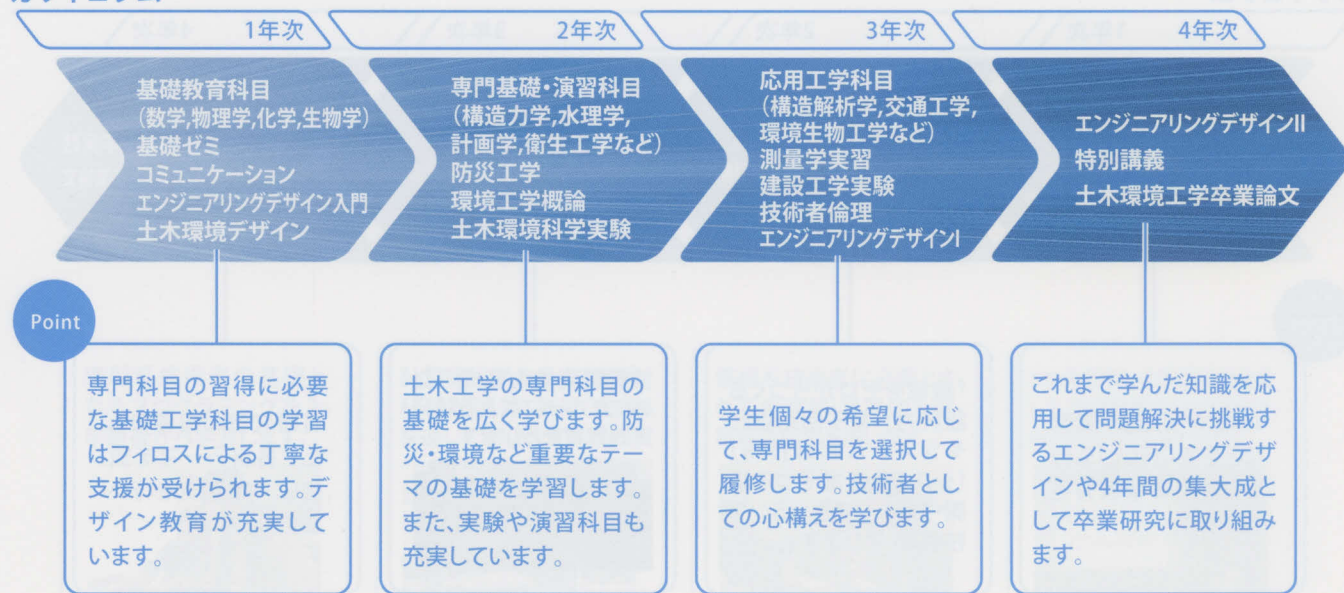 1年次
2年次
3年次
4年次
基礎教育科目
(数学,物理学,化学,生物学)
基礎ゼミ
コミュニケーション
エンジニアリングデザイン入門
土木環境デザイン
専門基礎・演習科目
(構造力学,水理学,
計画学,衛生工学など)
防災工学
環境工学概論
土木環境科学実験
応用工学科目
(構造解析学,交通工学,
環境生物工学など)
測量学実習
建設工学実験
技術者倫理
エンジニアリングデザインI
エンジニアリングデザインII
特別講義
土木環境工学卒業論文
Point
専門科目の習得に必要
な基礎工学科目の学習
はフィロスによる丁寧な
支援が受けられます。デ
ザイン教育が充実して
います。
土木工学の専門科目の
基礎を広く学びます。防
災・環境など重要なテー
マの基礎を学習します。
また、実験や演習科目も
充実しています。
学生個々の希望に応じ
て、専門科目を選択して
履修します。技術者とし
ての心構えを学びます。
これまで学んだ知識を応
用して問題解決に挑戦す
るエンジニアリングデザ
インや4年間の集大成と
して卒業研究に取り組み
ます。